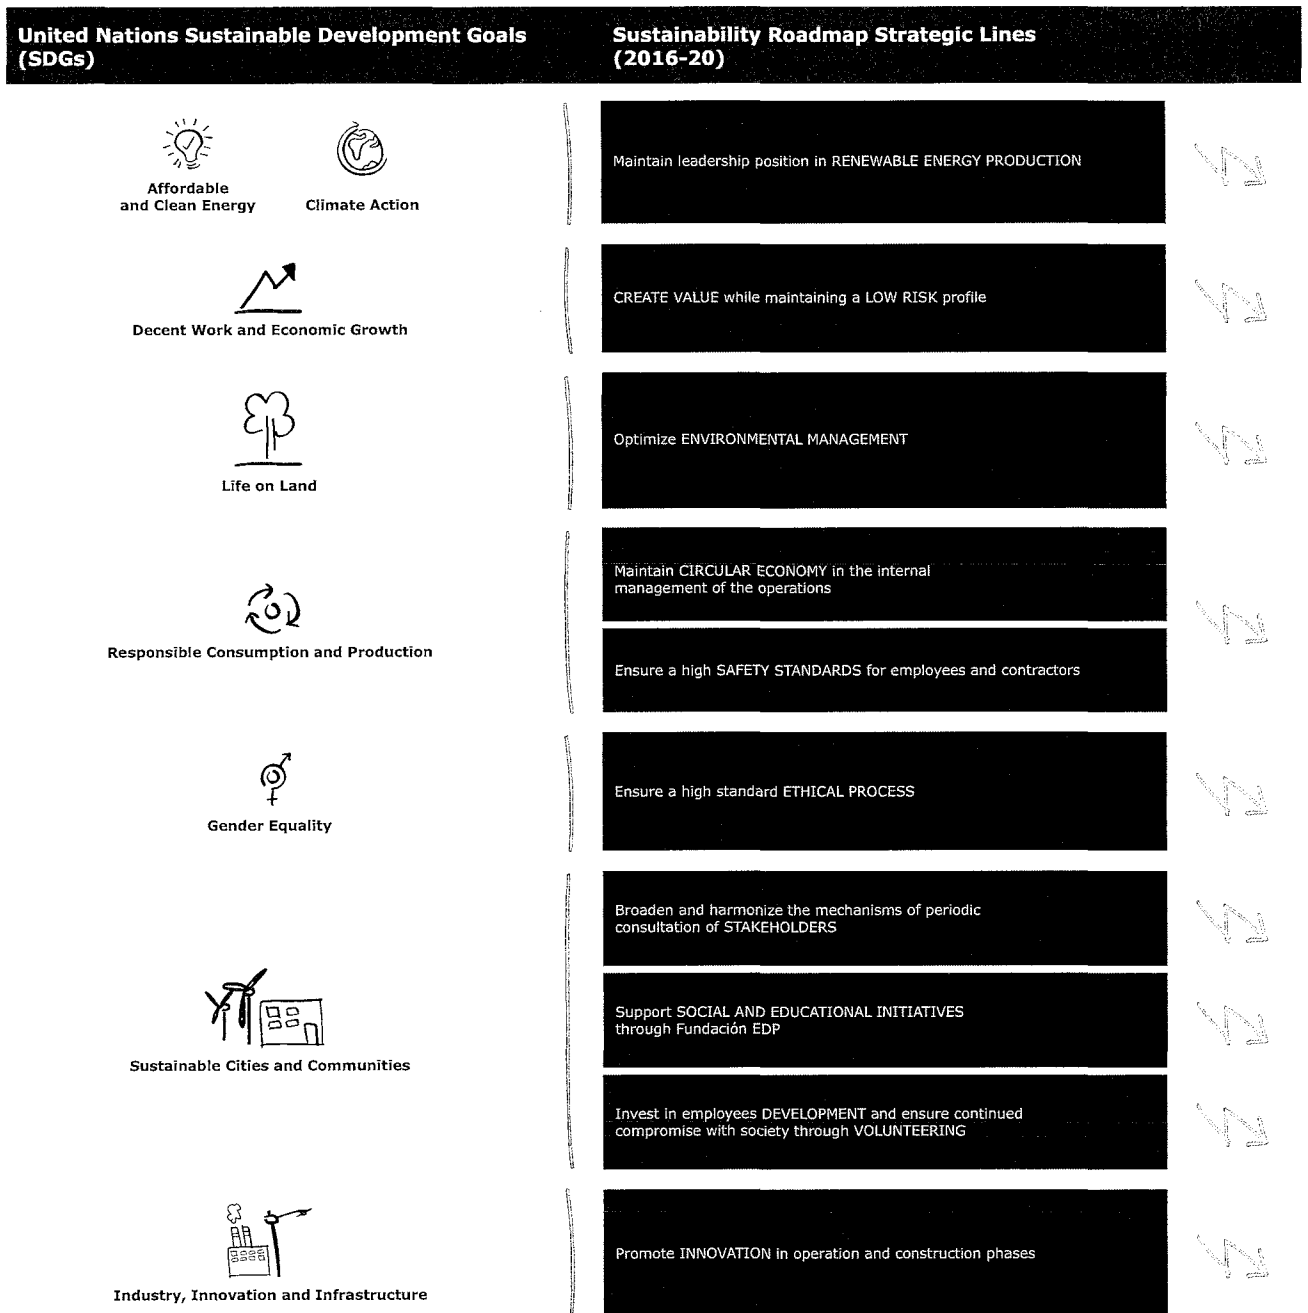 United Nations Sustainable Development Goals
(SDGs)
Sustainability Roadmap Strategic Lines
(2016-20)
Affordable
and Clean Energy
Climate Action
Maintain leadership position in RENEWABLE ENERGY PRODUCTION
Decent Work and Economic Growth
CREATE VALUE while maintaining a LOW RISK profile
Life on Land
Optimize ENVIRONMENTAL MANAGEMENT
Responsible Consumption and Production
Maintain CIRCULAR ECONOMY in the internal
management of the operations
Ensure a high SAFETY STANDARDS for employees and contractors
Gender Equality
Ensure a high standard ETHICAL PROCESS
Sustainable Cities and Communities
Broaden and harmonize the mechanisms of periodic
consultation of STAKEHOLDERS
Support SOCIAL AND EDUCATIONAL INITIATIVES
through Fundación EDP
Invest in employees DEVELOPMENT and ensure continued
compromise with society through VOLUNTEERING
Industry, Innovation and Infrastructure
Promote INNOVATION in operation and construction phases